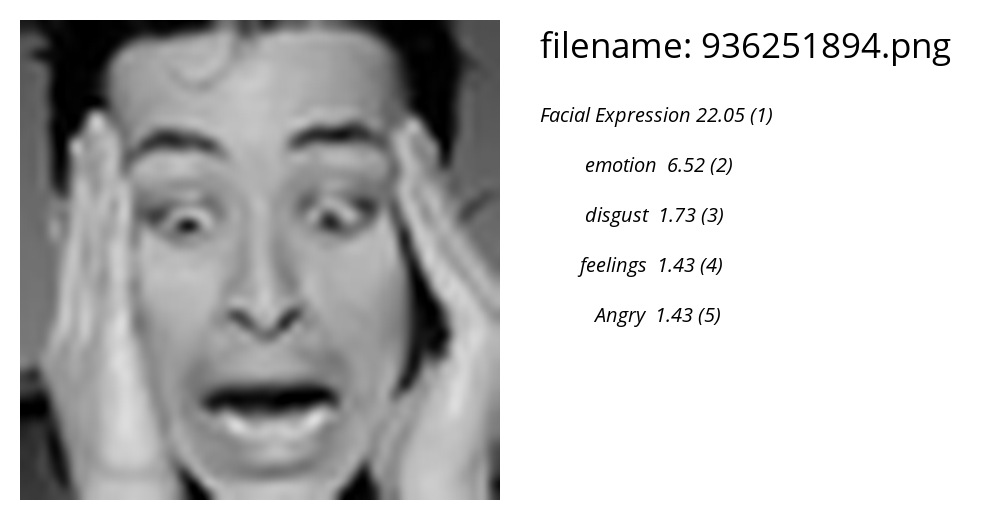 filename: 936251894.png
Facial Expression 22.05 (1)
emotion 6.52 (2)
disgust 1.73 (3)
feelings 1.43 (4)
Angry 1.43 (5)